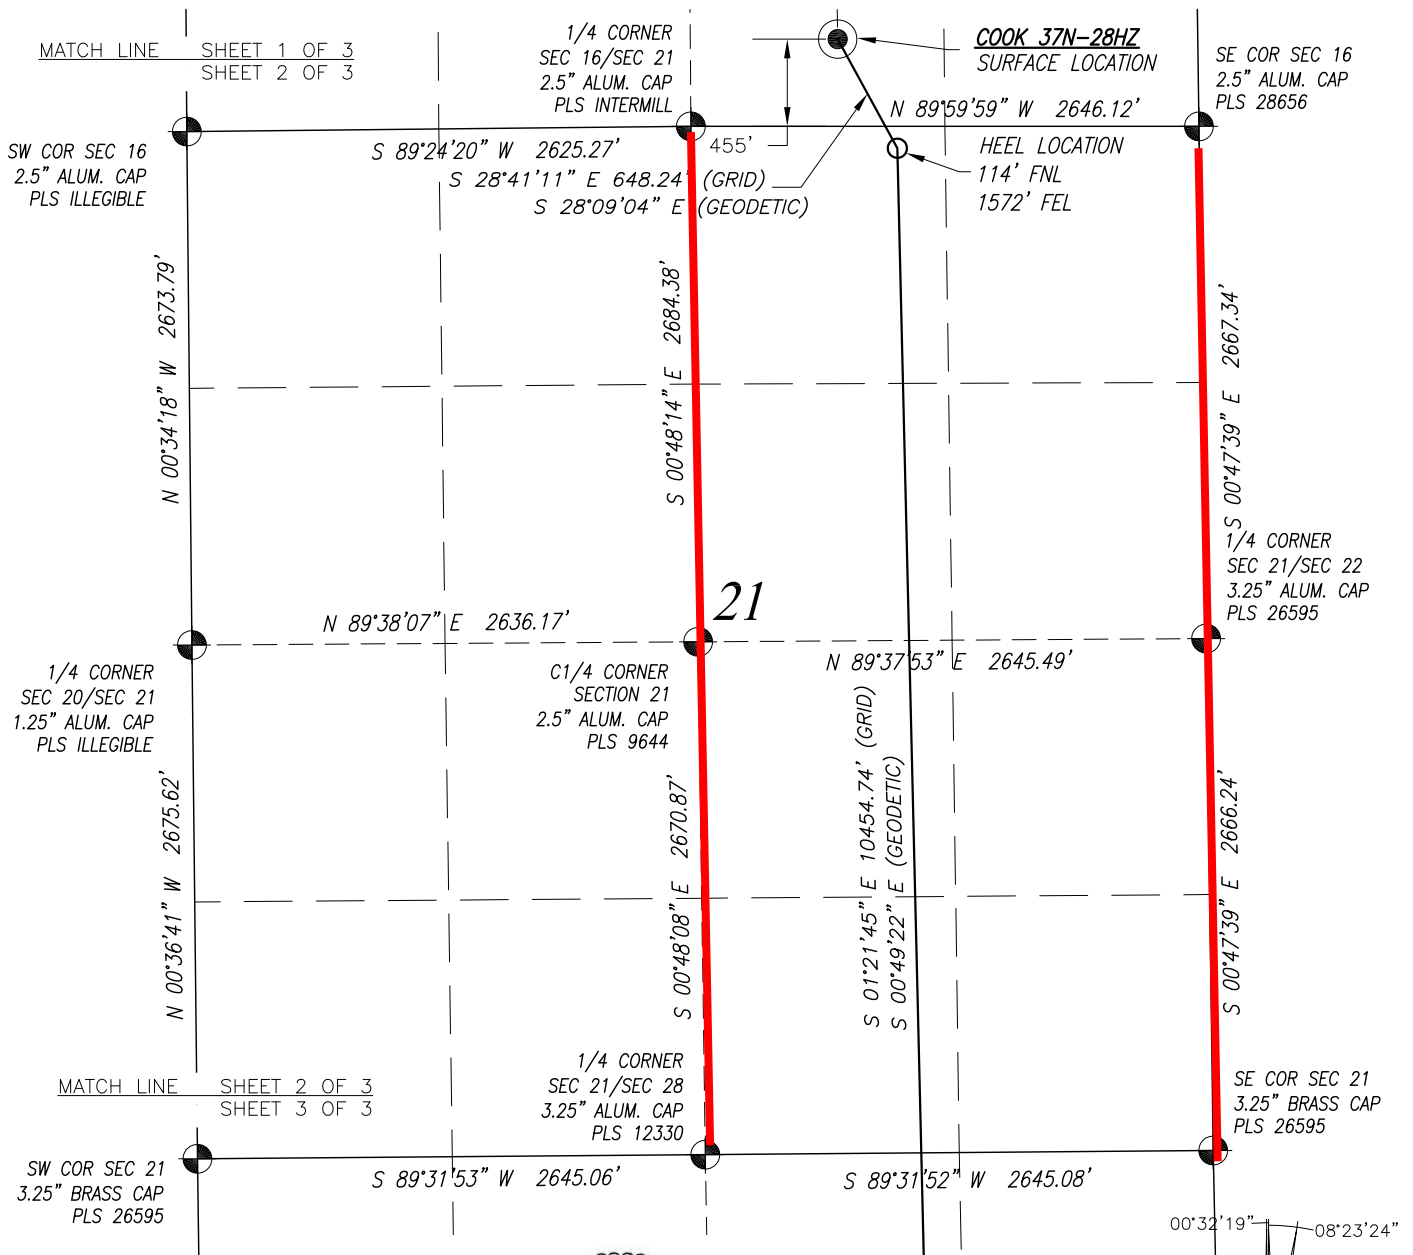 MATCH LINE SHEET 1 OF 3
SHEET 2 OF 3
1/4 CORNER
SEC 16/SEC 21
2.5" ALUM. CAP
PLS INTERMILL
COOK 37N-28HZ
SURFACE LOCATION
SE COR SEC 16
2.5" ALUM. CAP
PLS 28656
N 89°59'59" W 2646.12'
SW COR SEC 16
2.5" ALUM. CAP
PLS ILLEGIBLE
S 89°24'20" W 2625.27'
455'
S 28°41'11" E 648.24' (GRID)
S 28°09'04" E (GEODETIC)
HEEL LOCATION
114' FNL
1572' FEL
N 00°34'18" W 2673.79'
S 00°48'14" E 2684.38'
S 00°47'39" E 2667.34'
21
1/4 CORNER
SEC 21/SEC 22
3.25" ALUM. CAP
PLS 26595
N 89°38'07" E 2636.17'
N 89°37'53" E 2645.49'
1/4 CORNER
SEC 20/SEC 21
1.25" ALUM. CAP
PLS ILLEGIBLE
C1/4 CORNER
SECTION 21
2.5" ALUM. CAP
PLS 9644
N 00°36'41" W 2675.62'
S 00°48'08" E 2670.87'
S 01°21'45" E 10454.74' (GRID)
S 00°49'22" E (GEODETIC)
S 00°47'39" E 2666.24'
MATCH LINE SHEET 2 OF 3
SHEET 3 OF 3
1/4 CORNER
SEC 21/SEC 28
3.25" ALUM. CAP
PLS 12330
SE COR SEC 21
3.25" BRASS CAP
PLS 26595
SW COR SEC 21
3.25" BRASS CAP
PLS 26595
S 89°31'53" W 2645.06'
S 89°31'52" W 2645.08'
00°32'19"
08°23'24"